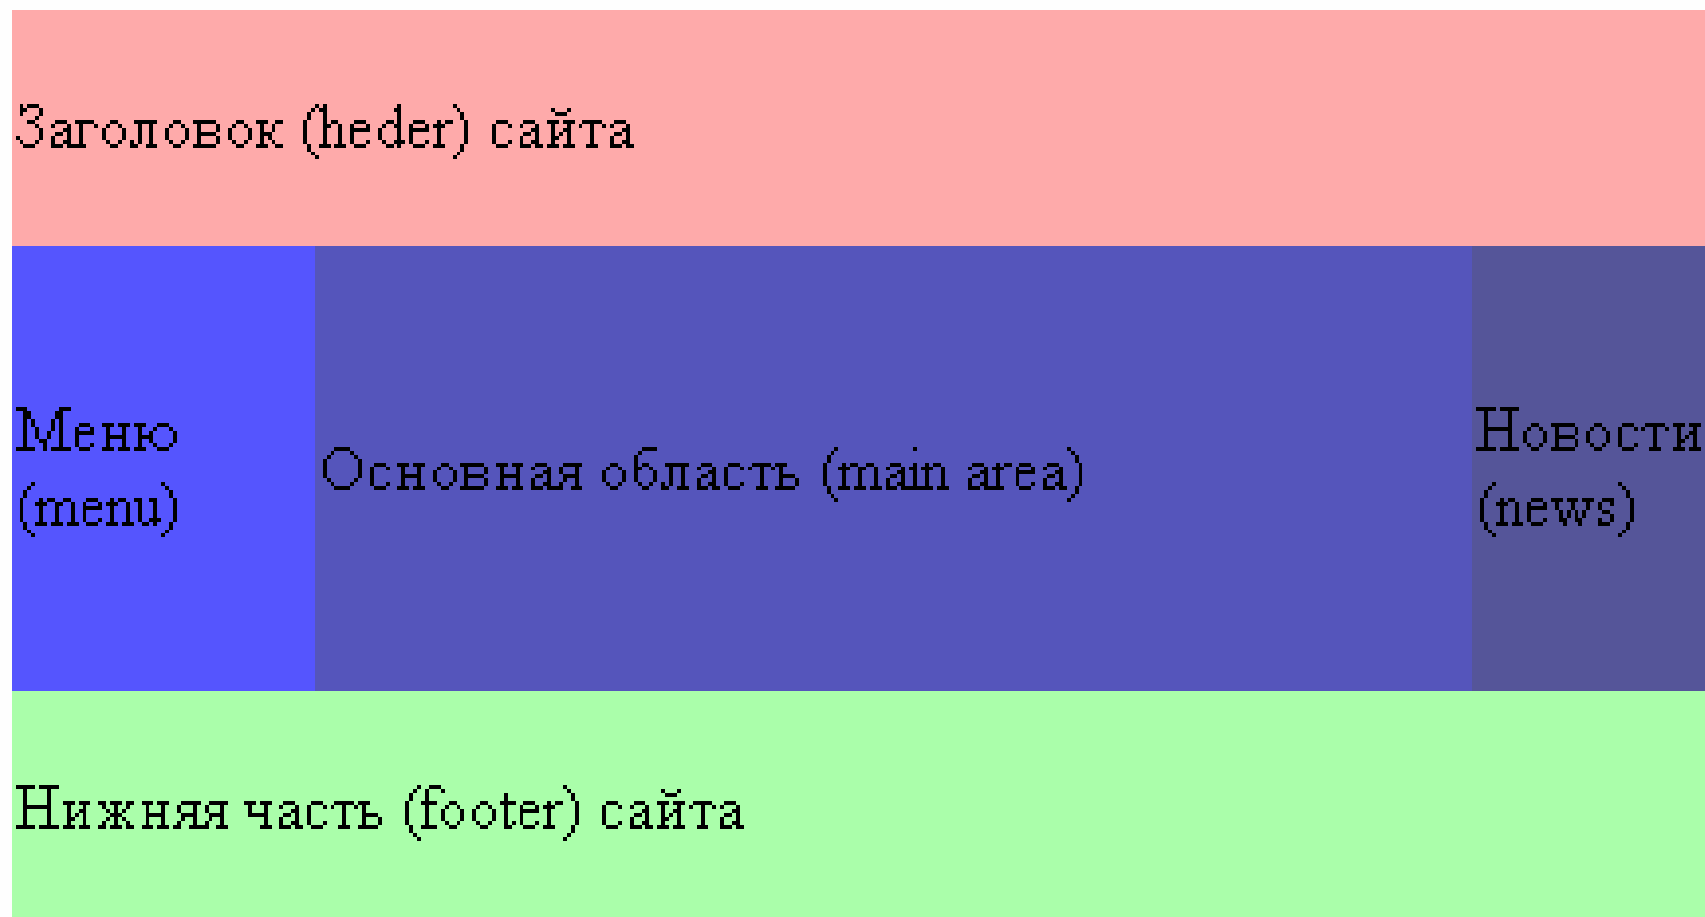 Заголовок (heder) сайта
Меню
(menu)
Основная область (main area)
Новости
(news)
Нижняя часть (footer) сайта